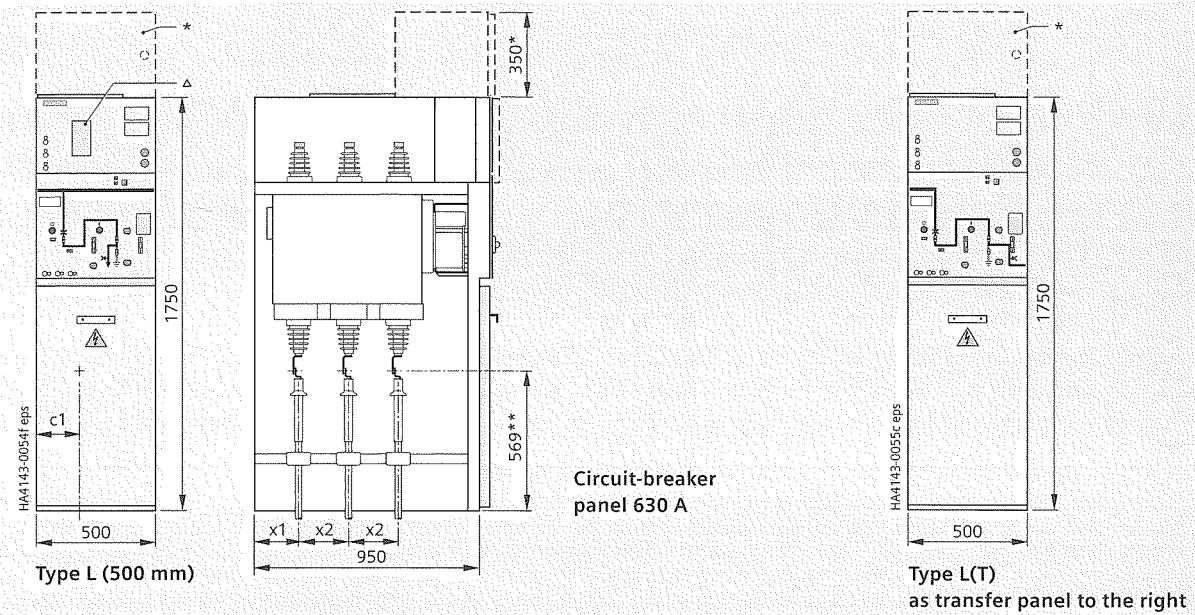 *
350*
*
Δ
1750
1750
c1
569**
HA4143-0054f eps
HA4143-0055c eps
Circuit-breaker
panel 630 A
500
x1
x2
x2
950
500
Type L (500 mm)
Type L(T)
as transfer panel to the right